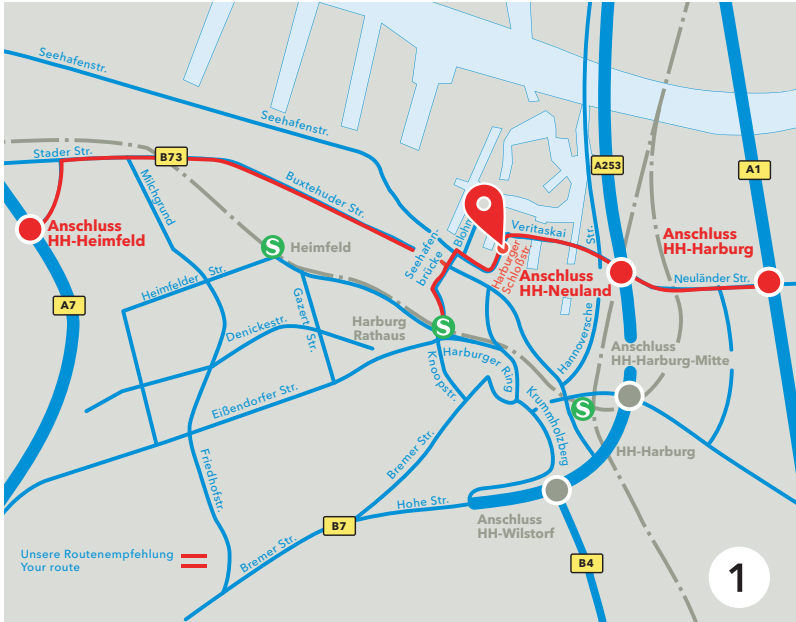 Seehafenstr.
Seehafenstr.
Stader Str.
B73
Milchgrund
Buxtehuder Str.
A253
A1
Anschluss
HH-Heimfeld
Heimfeld
Seehafen-
brücke
Blohm
Harburger
Schloßstr.
Veritaskai
Str.
Hannoversche
Anschluss
HH-Harburg
Anschluss
HH-Neuland
Neuländer Str.
A7
Heimfelder Str.
Gazert Str.
Denickestr.
Harburg
Rathaus
Anschluss
HH-Harburg-Mitte
Harburger Ring
Knoopstr.
Eißendorfer Str.
Krummholzberg
S
S
S
HH-Harburg
Bremer Str.
Friedhofstr.
Hohe Str.
B7
Anschluss
HH-Wilstorf
Bremer Str.
B4
Unsere Routenempfehlung
Your route
1